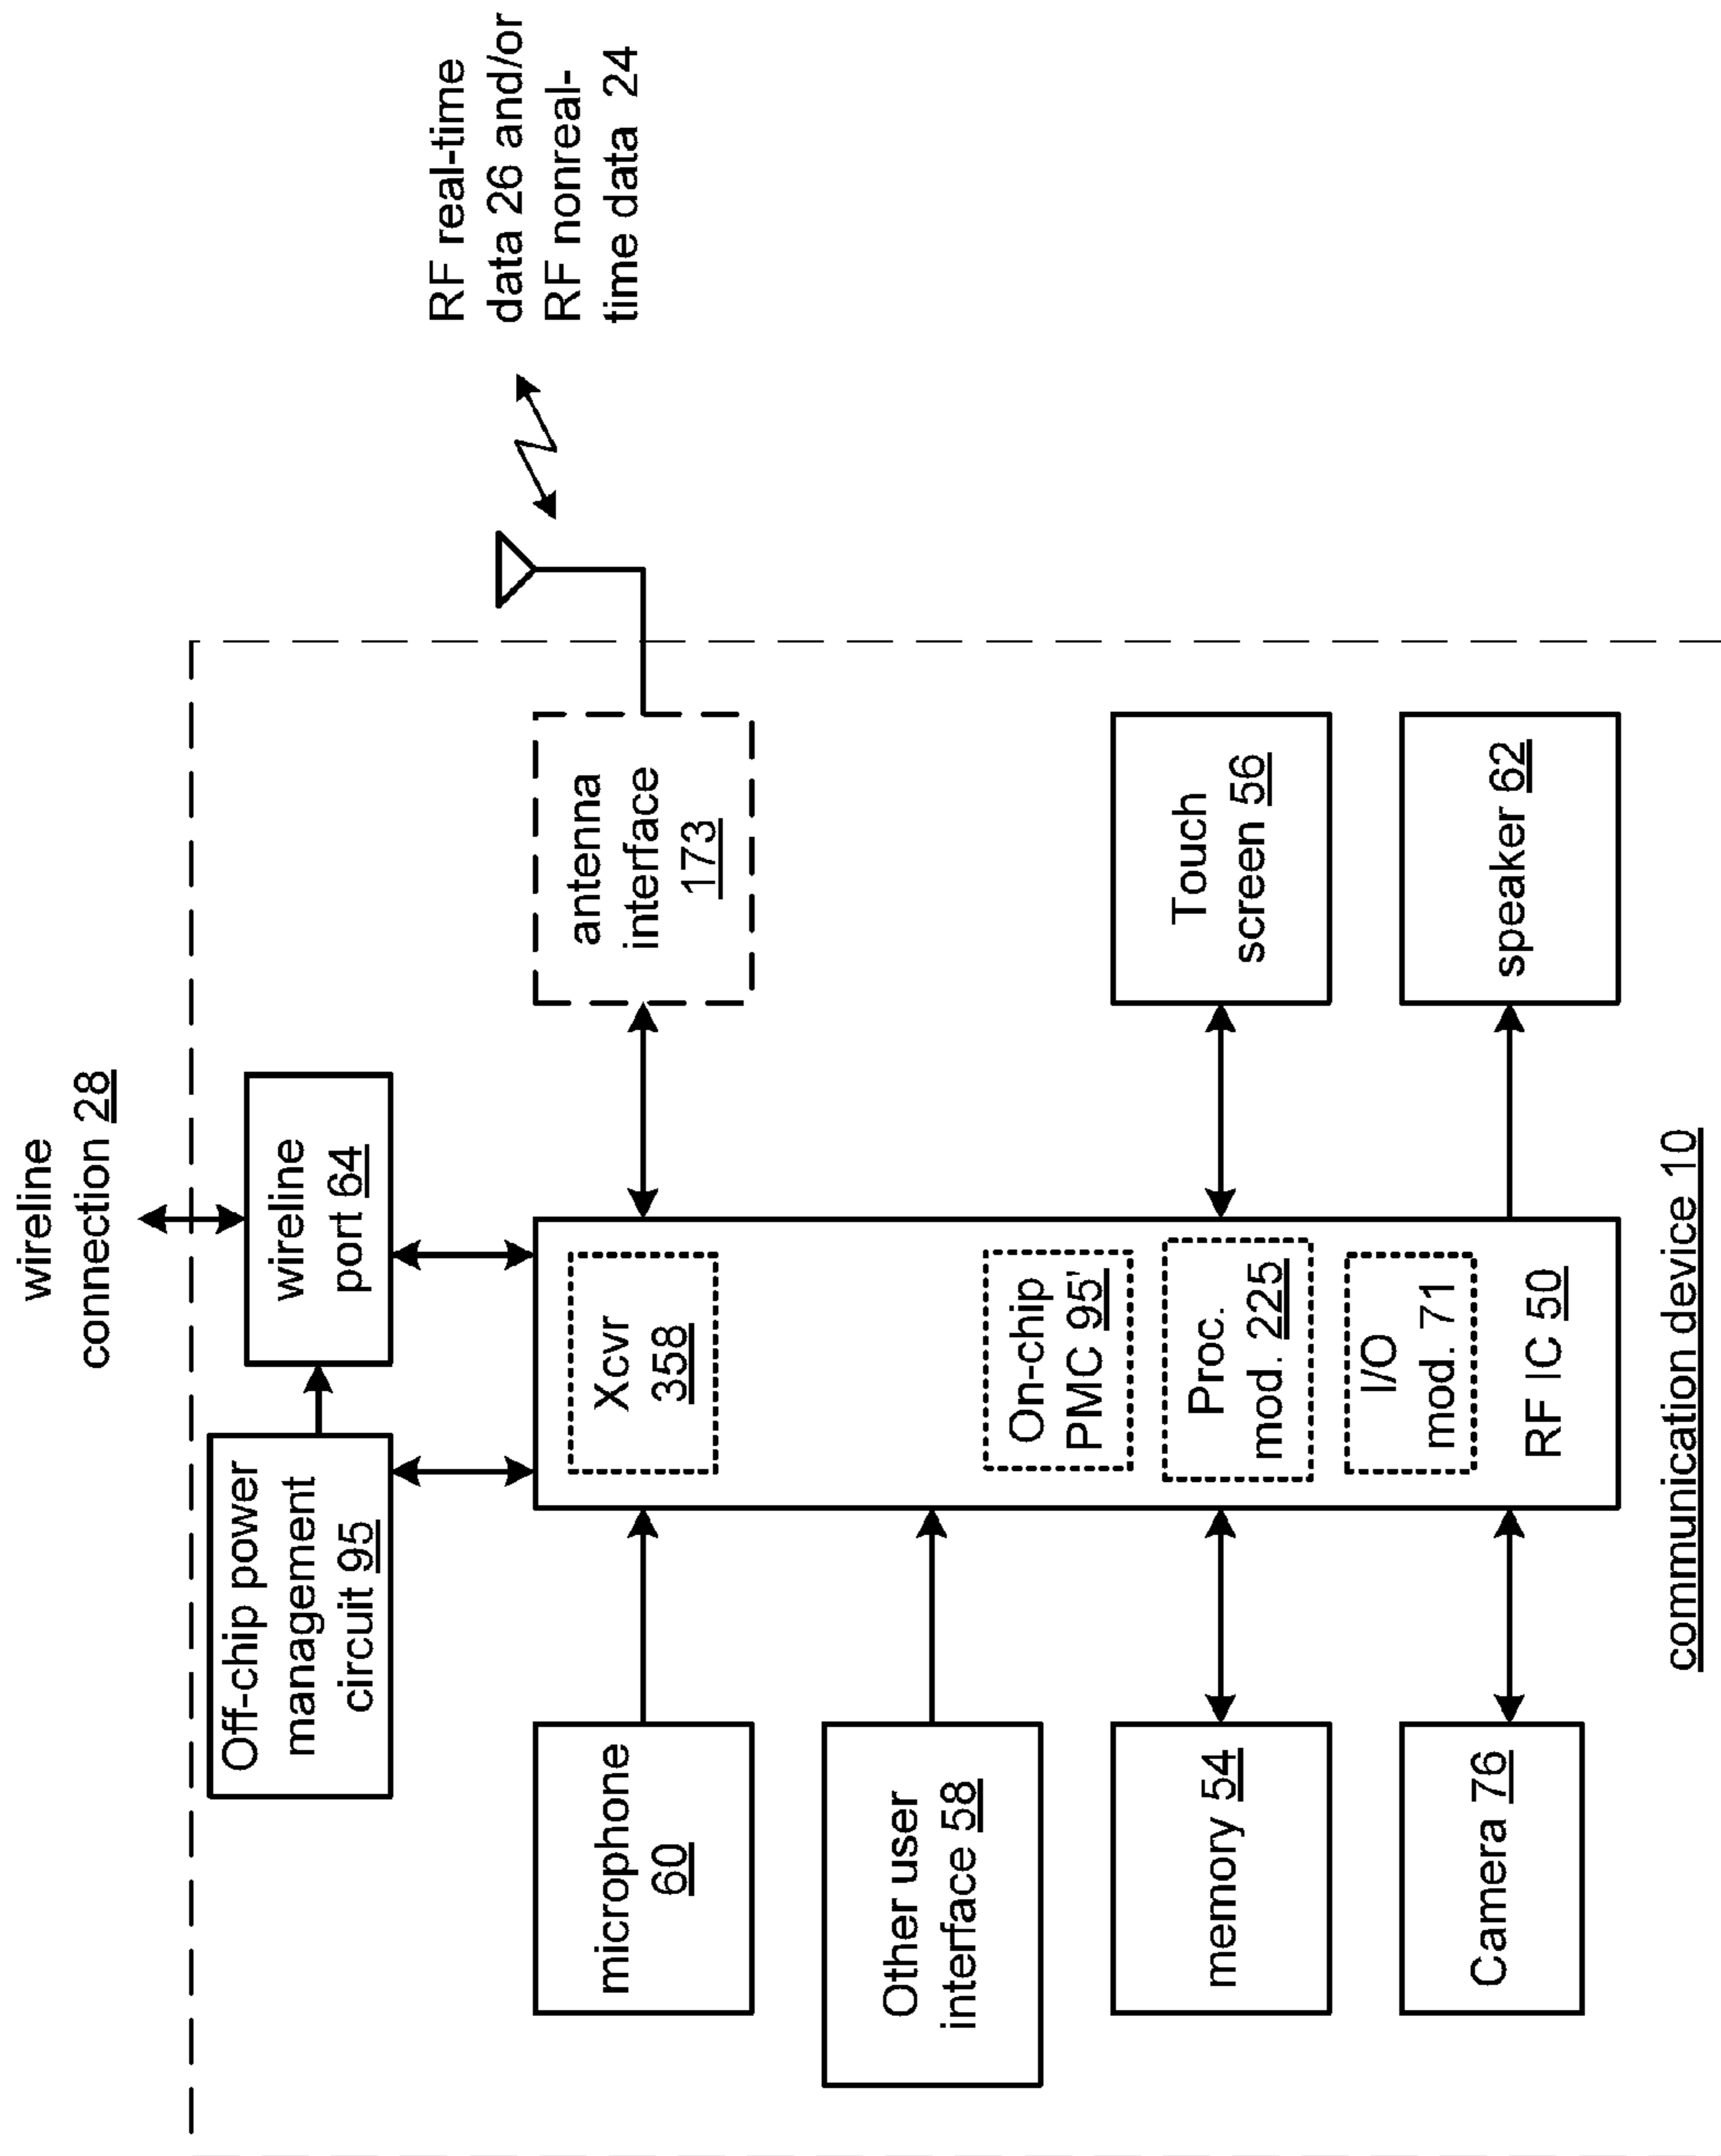 wireline
connection 28
Off-chip power
management
circuit 95
wireline
port 64
RF real-time
data 26 and/or
RF nonreal-
time data 24
microphone
60
Xcvr
358
antenna
interface
173
Other user
interface 58
On-chip
PMC 95'
memory 54
Proc.
mod. 225
Touch
screen 56
Camera 76
I/O
mod. 71
RF IC 50
speaker 62
communication device 10